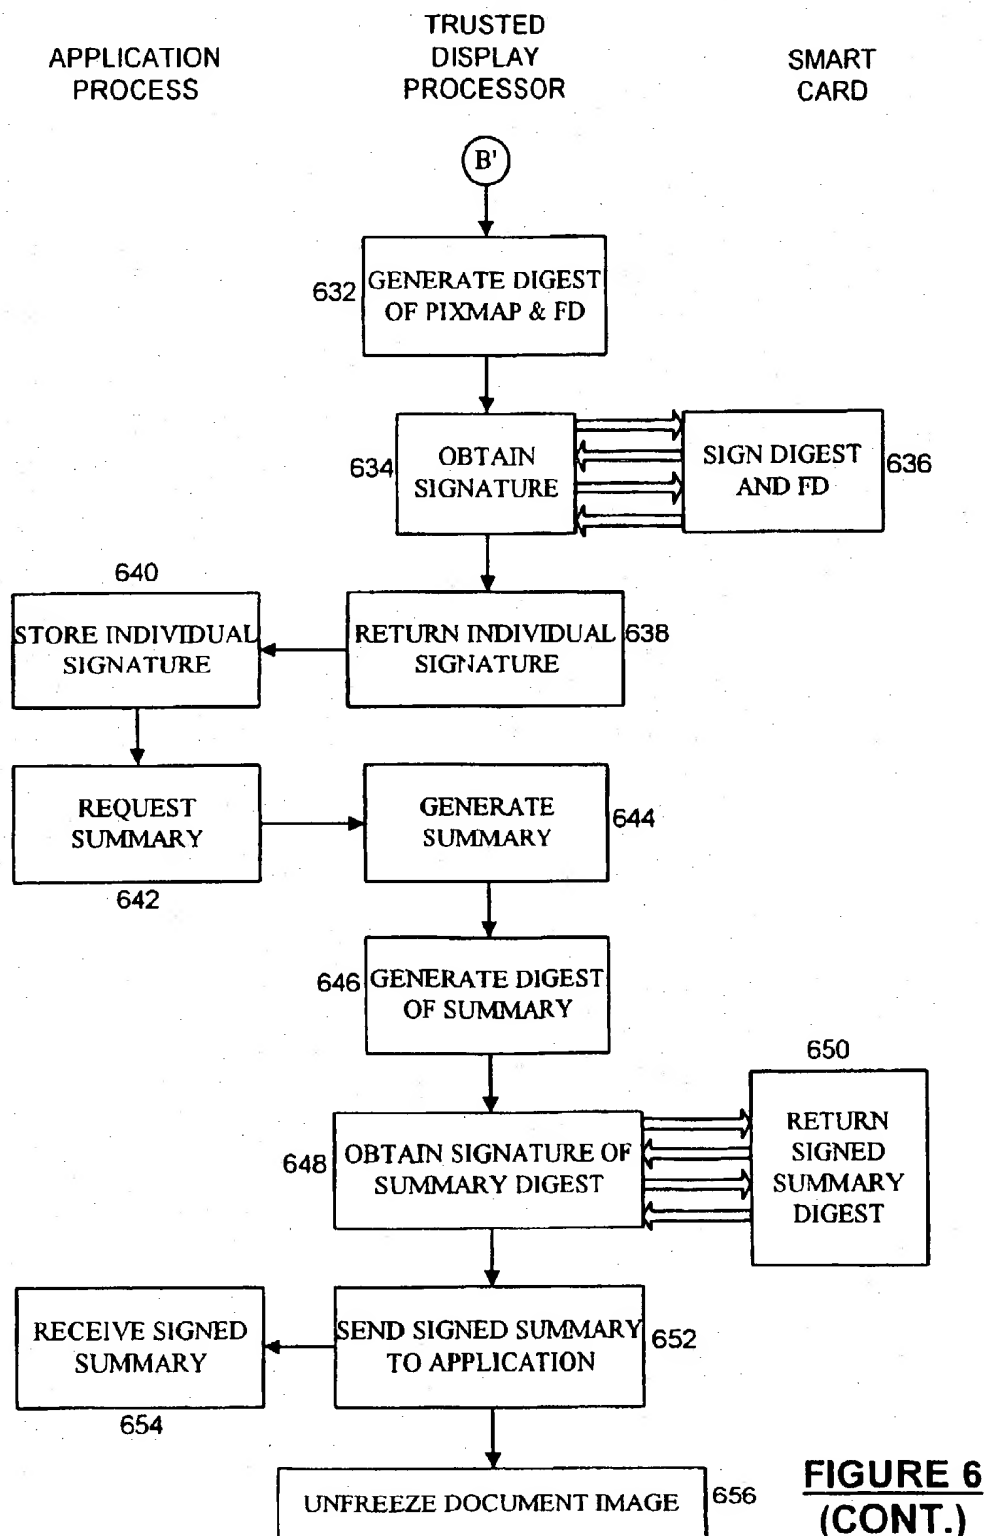 APPLICATION
PROCESS
TRUSTED
DISPLAY
PROCESSOR
SMART
CARD
B'
632
GENERATE DIGEST
OF PIXMAP & FD
634
OBTAIN
SIGNATURE
SIGN DIGEST
AND FD
636
640
STORE INDIVIDUAL
SIGNATURE
RETURN INDIVIDUAL
SIGNATURE
638
REQUEST
SUMMARY
642
GENERATE
SUMMARY
644
646
GENERATE DIGEST
OF SUMMARY
648
OBTAIN SIGNATURE OF
SUMMARY DIGEST
650
RETURN
SIGNED
SUMMARY
DIGEST
RECEIVE SIGNED
SUMMARY
654
SEND SIGNED SUMMARY
TO APPLICATION
652
UNFREEZE DOCUMENT IMAGE
656
FIGURE 6
(CONT.)